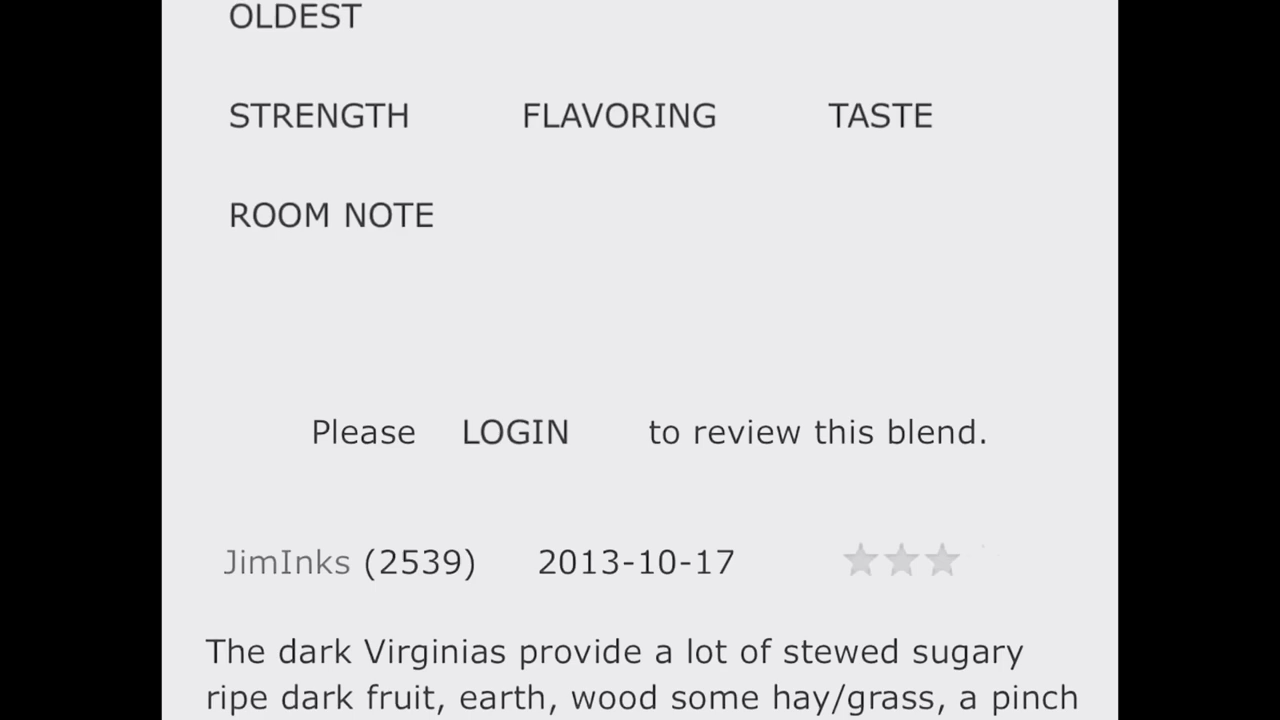 OLDEST
STRENGTH FLAVORING TASTE
ROOM NOTE
Please LOGIN to review this blend.
JimInks (2539) 2013-10-17
The dark Virginias provide a lot of stewed sugary
ripe dark fruit, earth, wood some hay/grass, a pinch